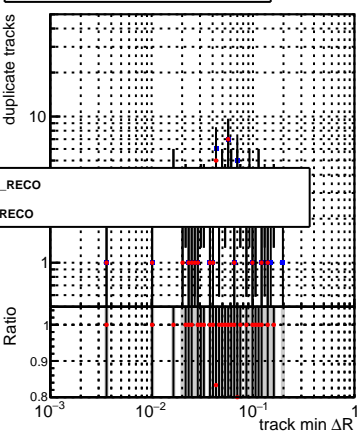 duplicate tracks
10
_RECO
RECO
1
Ratio
1
0.9
0.8
10⁻³ 10⁻² 10⁻¹ 1
track min ΔR